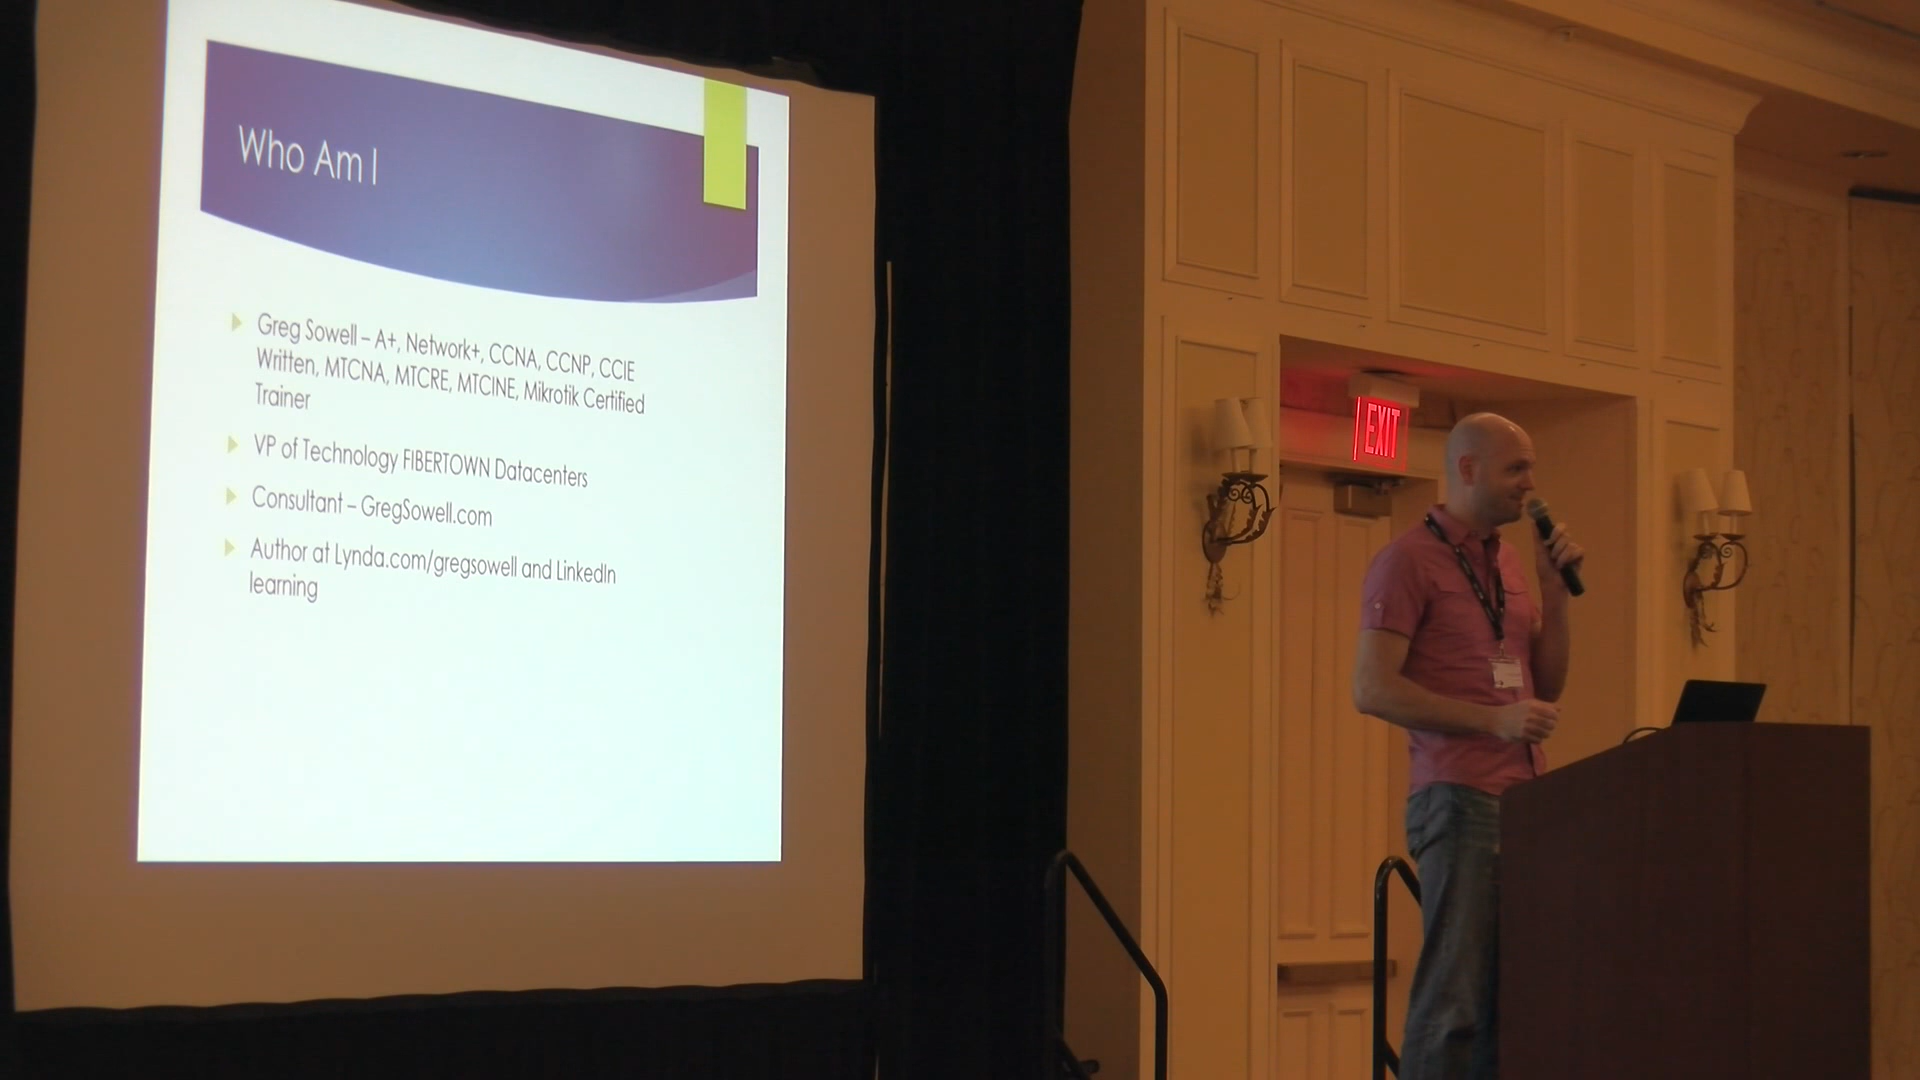 Who Am I
Greg Sowell – A+, Network+, CCNA, CCNP, CCIE
Written, MTCNA, MTCRE, MTCINE, Mikrotik Certified
Trainer
VP of Technology FIBERTOWN Datacenters
Consultant – GregSowell.com
Author at Lynda.com/gregsowell and LinkedIn
learning
EXIT